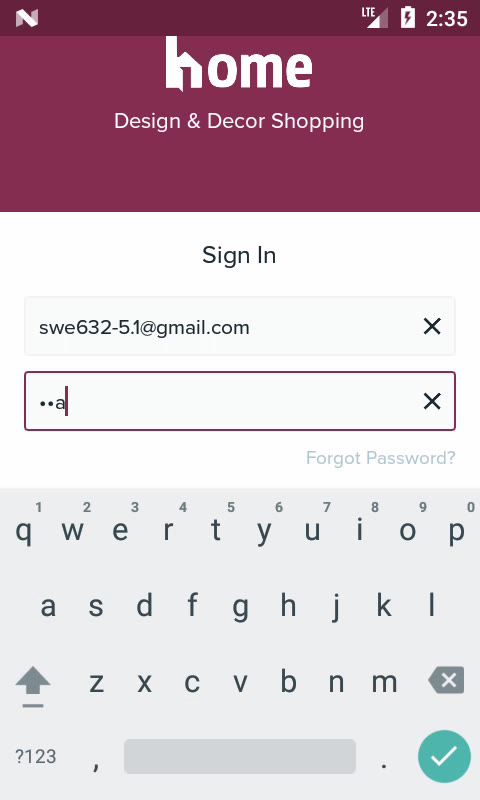 LTE 2:35
home
Design & Decor Shopping
Sign In
swe632-5.1@gmail.com
••a
Forgot Password?
1 2 3 4 5 6 7 8 9 0
q w e r t y u i o p
a s d f g h j k l
z x c v b n m
?123 , .